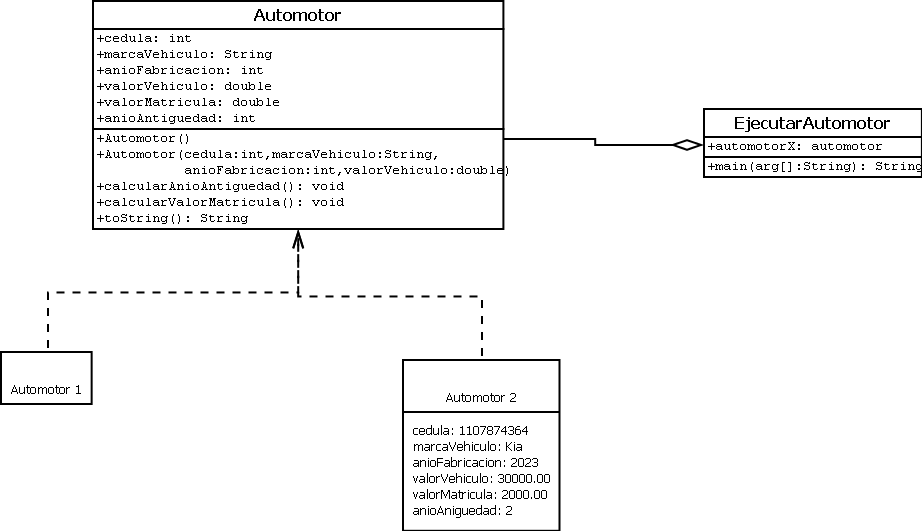 Automotor
+cedula: int
+marcaVehiculo: String
+anioFabricacion: int
+valorVehiculo: double
+valorMatricula: double
+anioAntiguedad: int
+Automotor()
+Automotor(cedula:int,marcaVehiculo:String,
anioFabricacion:int,valorVehiculo:double)
+calcularAnioAntiguedad(): void
+calcularValorMatricula(): void
+toString(): String
EjecutarAutomotor
+automotorX: automotor
+main(arg[]:String): String
Automotor 1
Automotor 2
cedula: 1107874364
marcaVehiculo: Kia
anioFabricacion: 2023
valorVehiculo: 30000.00
valorMatricula: 2000.00
anioAniguedad: 2